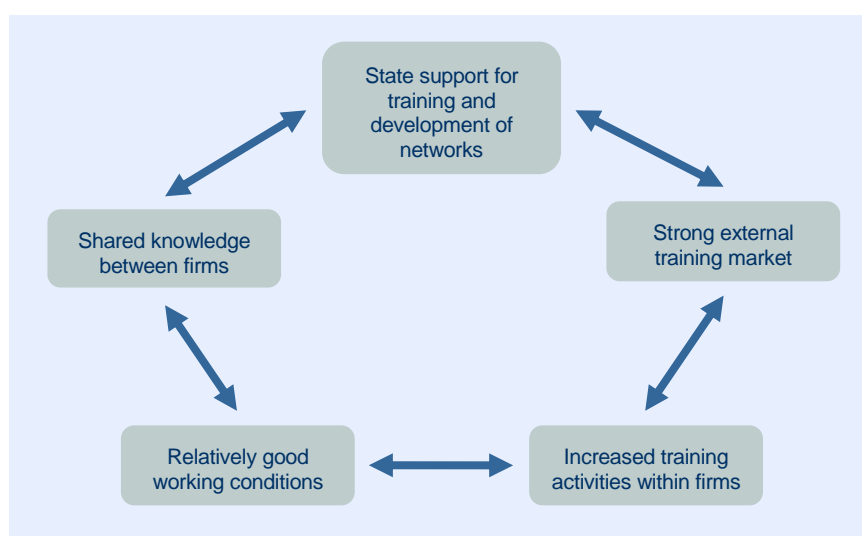 State support for
training and
development of
networks
Shared knowledge
between firms
Strong external
training market
Relatively good
working conditions
Increased training
activities within firms